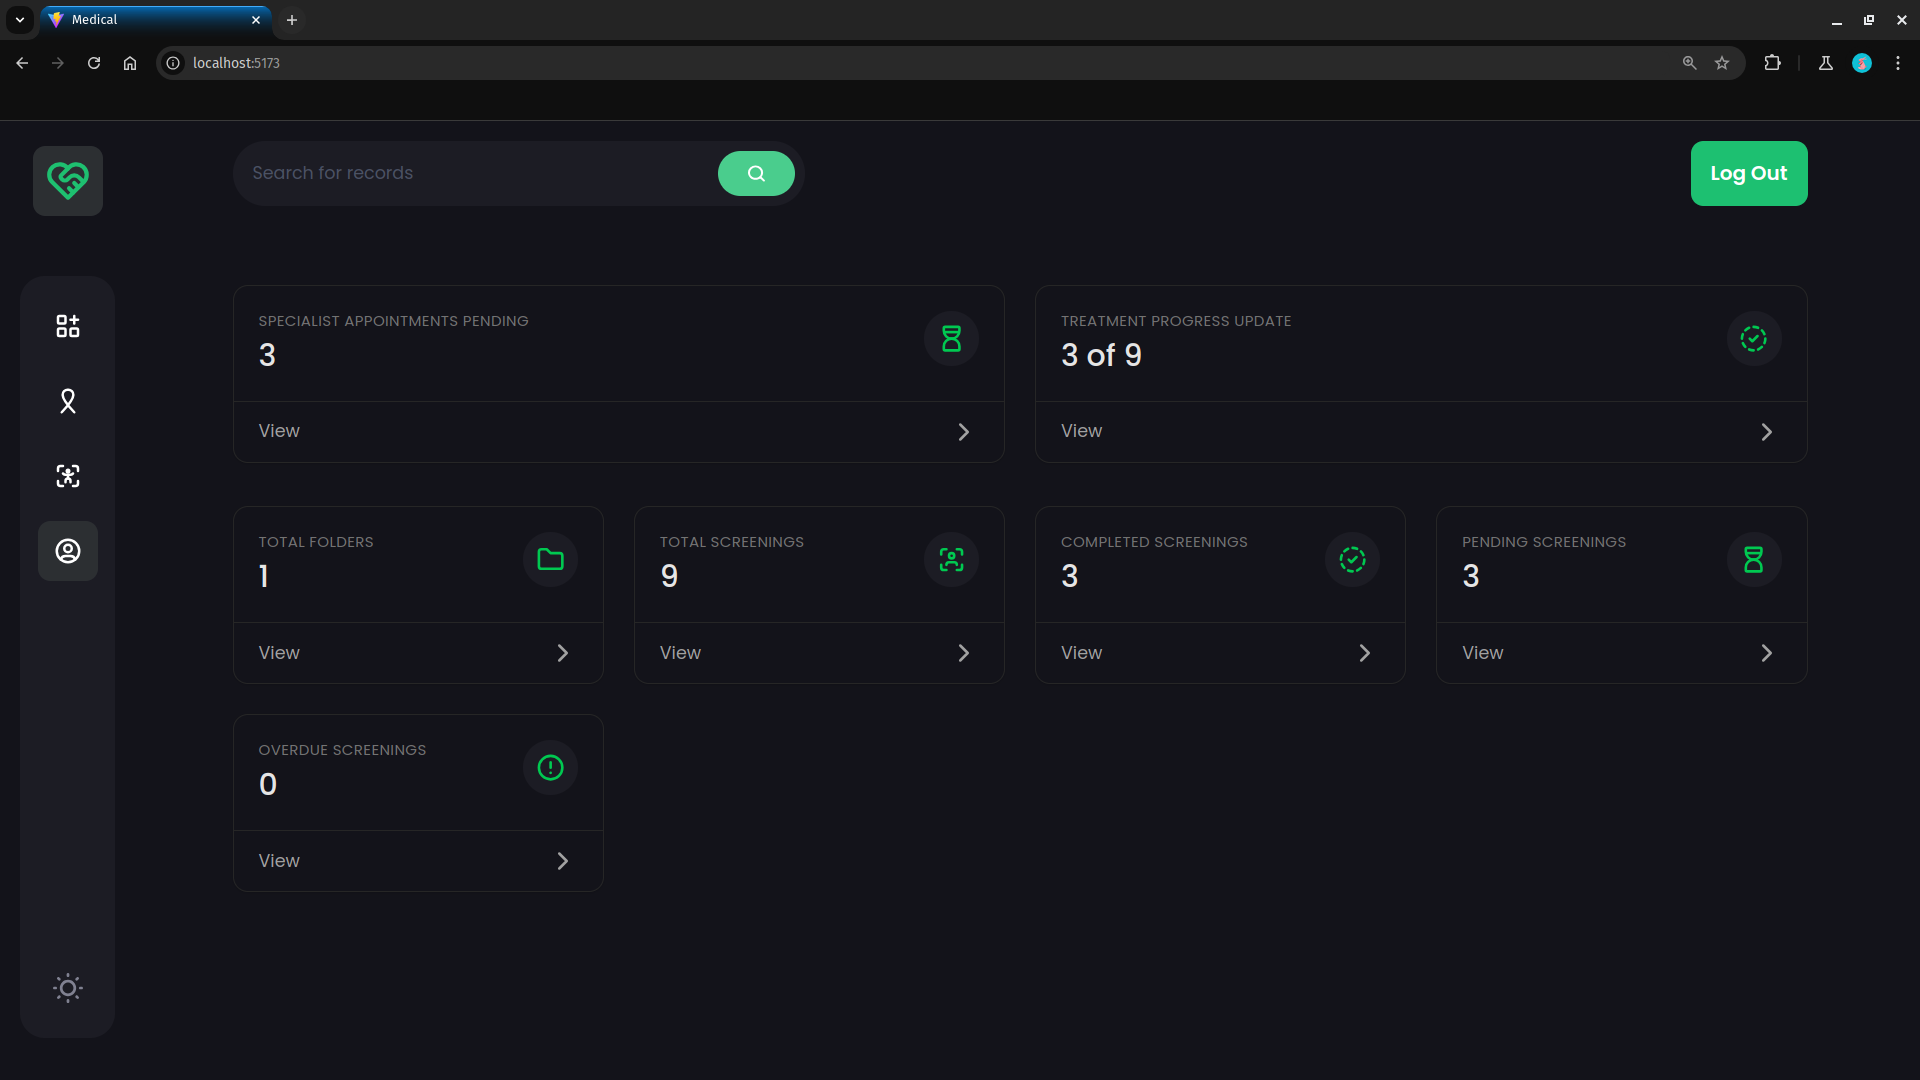 Medical
localhost:5173
Search for records
Log Out
SPECIALIST APPOINTMENTS PENDING
3
View
TREATMENT PROGRESS UPDATE
3 of 9
View
TOTAL FOLDERS
1
View
TOTAL SCREENINGS
9
View
COMPLETED SCREENINGS
3
View
PENDING SCREENINGS
3
View
OVERDUE SCREENINGS
0
View